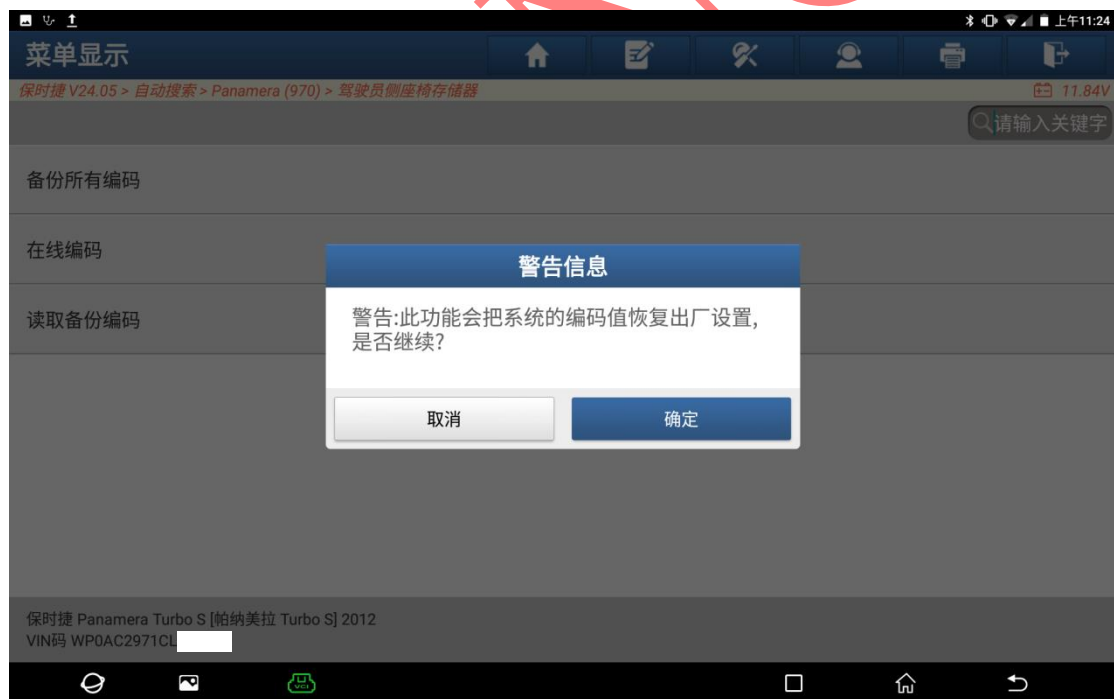 上午11:24
菜单显示
保时捷 V24.05 > 自动搜索 > Panamera (970) > 驾驶员侧座椅存储器
11.84V
请输入关键字
备份所有编码
在线编码
读取备份编码
警告信息
警告:此功能会把系统的编码值恢复出厂设置,
是否继续?
取消
确定
保时捷 Panamera Turbo S [帕纳美拉 Turbo S] 2012
VIN码 WP0AC2971CL
VCI